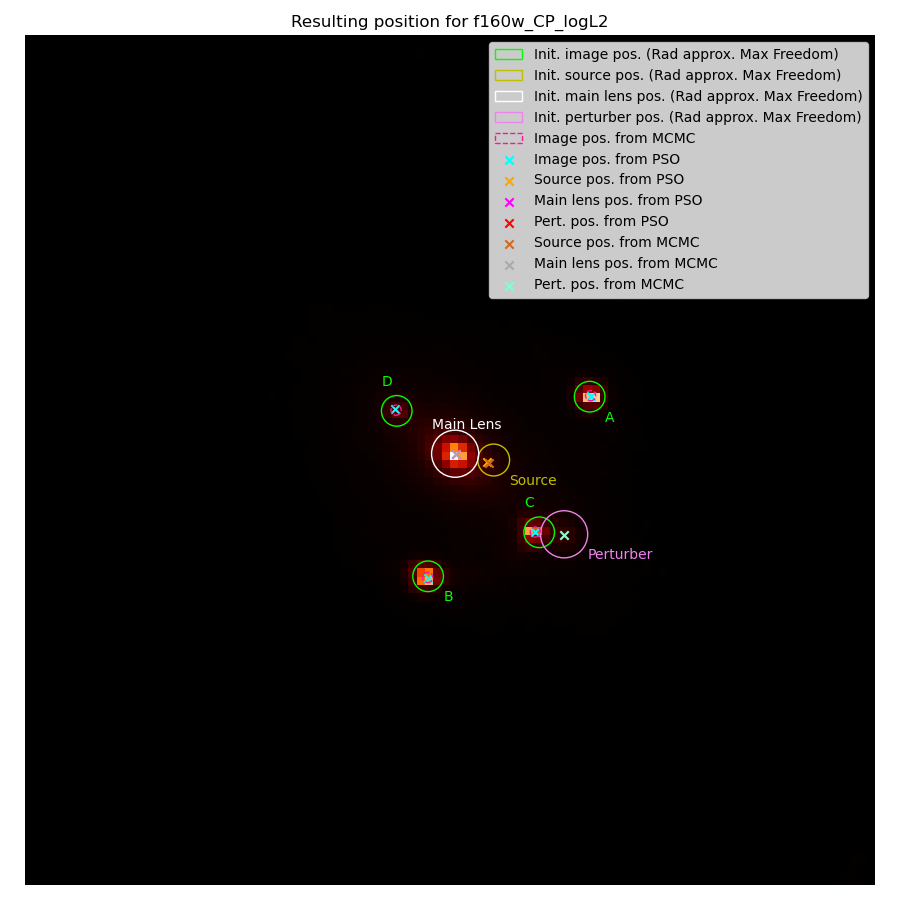 Resulting position for f160w_CP_logL2
Init. image pos. (Rad approx. Max Freedom)
Init. source pos. (Rad approx. Max Freedom)
Init. main lens pos. (Rad approx. Max Freedom)
Init. perturber pos. (Rad approx. Max Freedom)
Image pos. from MCMC
Image pos. from PSO
Source pos. from PSO
Main lens pos. from PSO
Pert. pos. from PSO
Source pos. from MCMC
Main lens pos. from MCMC
Pert. pos. from MCMC
D
A
Main Lens
Source
C
Perturber
B